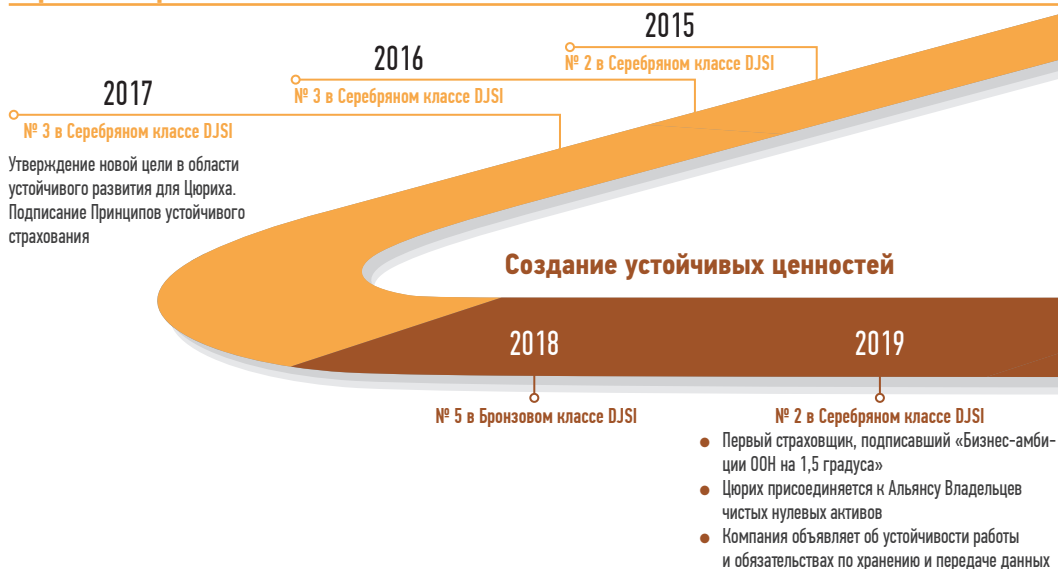 2015
№ 2 в Серебряном классе DJSI
2016
№ 3 в Серебряном классе DJSI
2017
№ 3 в Серебряном классе DJSI
Утверждение новой цели в области
устойчивого развития для Цюриха.
Подписание Принципов устойчивого
страхования
Создание устойчивых ценностей
2018
№ 5 в Бронзовом классе DJSI
2019
№ 2 в Серебряном классе DJSI
● Первый страховщик, подписавший «Бизнес-амби-
ции ООН на 1,5 градуса»
● Цюрих присоединяется к Альянсу Владельцев
чистых нулевых активов
● Компания объявляет об устойчивости работы
и обязательствах по хранению и передаче данных